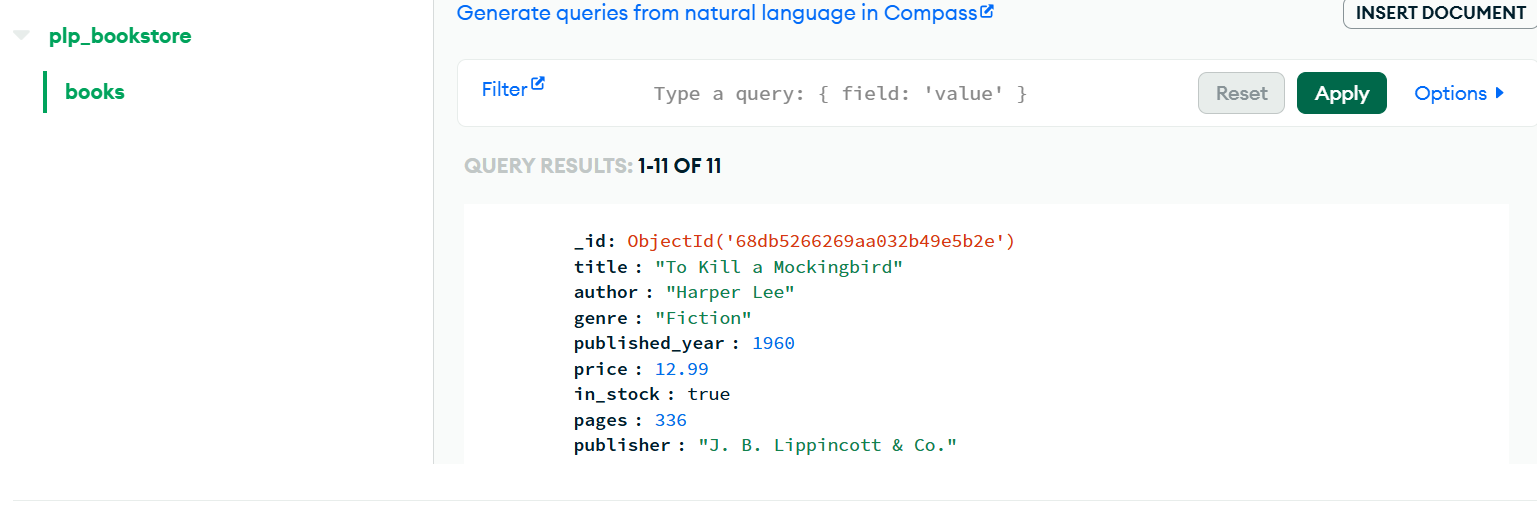 plp_bookstore
books
Generate queries from natural language in Compass
INSERT DOCUMENT
Filter
Type a query: { field: 'value' }
Reset
Apply
Options
QUERY RESULTS: 1-11 OF 11
_id: ObjectId('68db5266269aa032b49e5b2e')
title : "To Kill a Mockingbird"
author : "Harper Lee"
genre : "Fiction"
published_year : 1960
price : 12.99
in_stock : true
pages : 336
publisher : "J. B. Lippincott & Co."